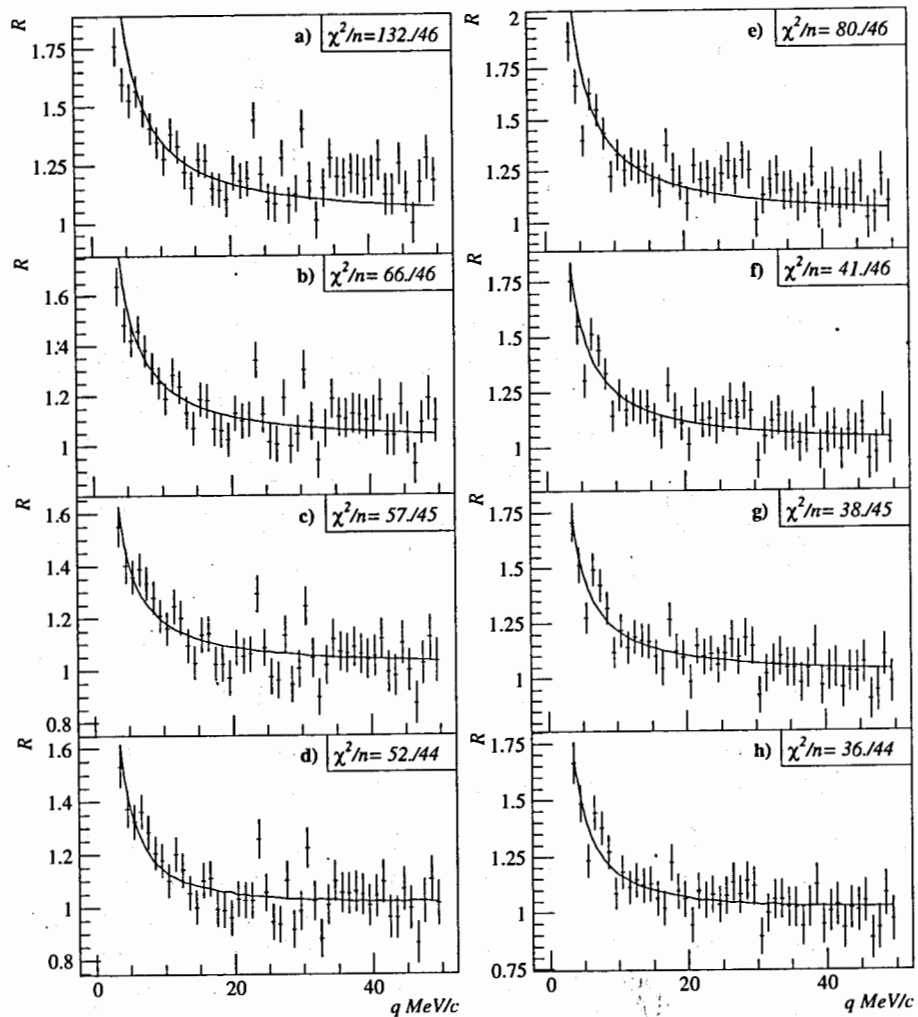 R
a) χ²/n=132./46
1.75
1.5
1.25
1
R
b) χ²/n= 66./46
1.6
1.4
1.2
1
R
c) χ²/n= 57./45
1.6
1.4
1.2
1
0.8
R
d) χ²/n= 52./44
1.6
1.4
1.2
1
0.8
0 20 40
q MeV/c
R
e) χ²/n= 80./46
2
1.75
1.5
1.25
1
R
f) χ²/n= 41./46
1.75
1.5
1.25
1
R
g) χ²/n= 38./45
1.75
1.5
1.25
1
R
h) χ²/n= 36./44
1.75
1.5
1.25
1
0.75
0 20 40
q MeV/c